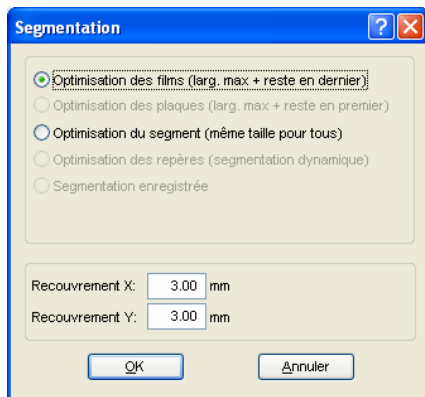 Segmentation
Optimisation des films (larg. max + reste en dernier)
Optimisation des plaques (larg. max + reste en premier)
Optimisation du segment (même taille pour tous)
Optimisation des repères (segmentation dynamique)
Segmentation enregistrée
Recouvrement X: 3.00 mm
Recouvrement Y: 3.00 mm
OK Annuler